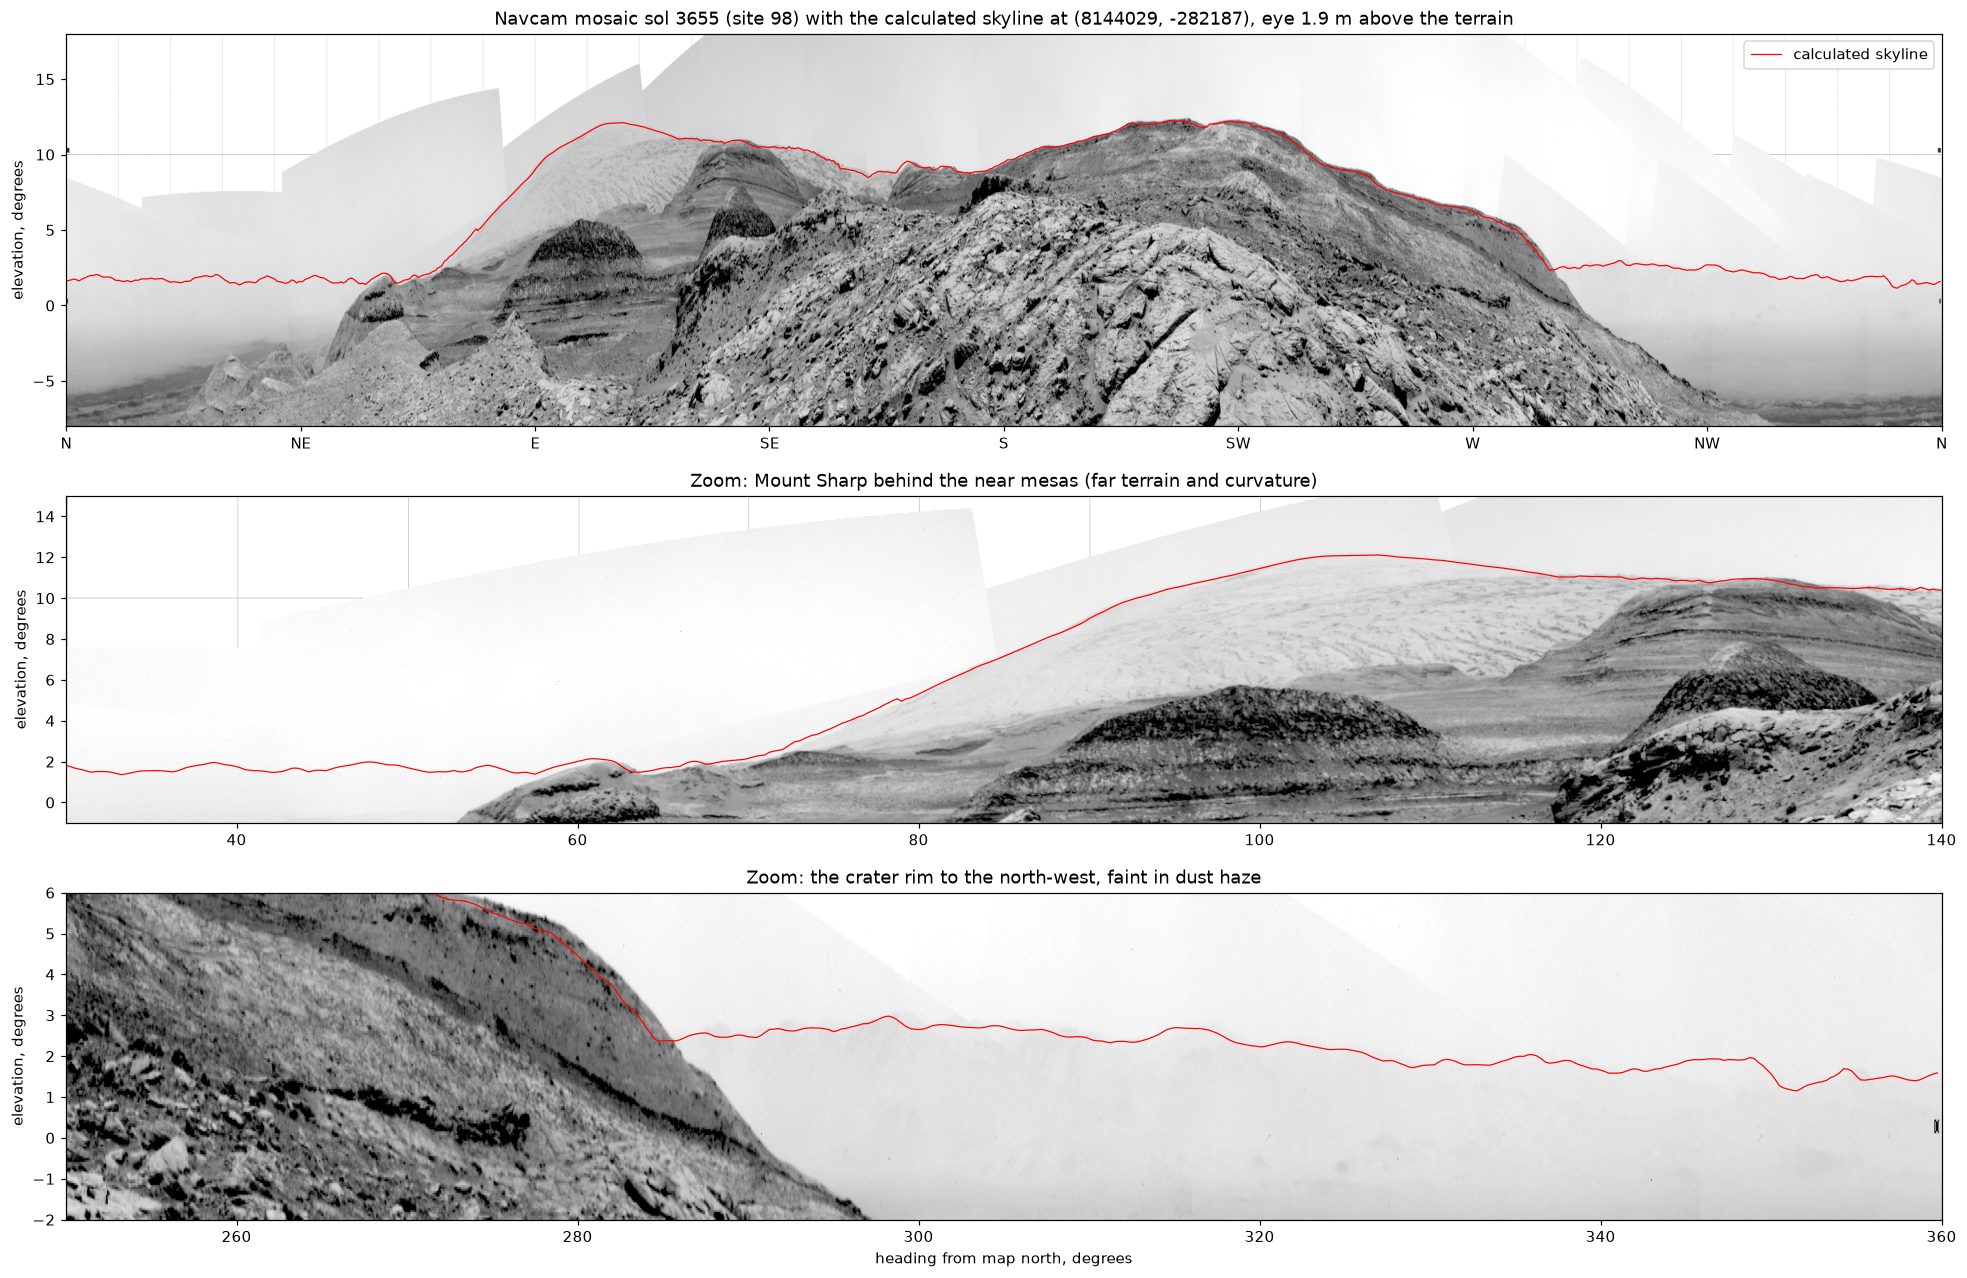 Navcam mosaic sol 3655 (site 98) with the calculated skyline at (8144029, -282187), eye 1.9 m above the terrain
calculated skyline
elevation, degrees
15
10
5
0
−5
N NE E SE S SW W NW N
Zoom: Mount Sharp behind the near mesas (far terrain and curvature)
elevation, degrees
14
12
10
8
6
4
2
0
40 60 80 100 120 140
Zoom: the crater rim to the north-west, faint in dust haze
elevation, degrees
6
5
4
3
2
1
0
−1
−2
260 280 300 320 340 360
heading from map north, degrees